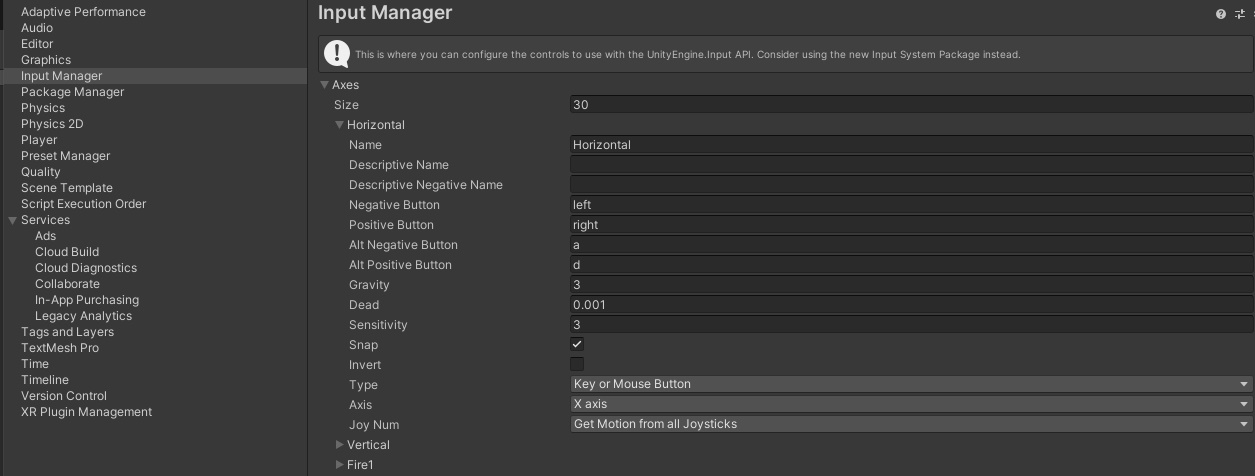 Adaptive Performance
Audio
Editor
Graphics
Input Manager
Package Manager
Physics
Physics 2D
Player
Preset Manager
Quality
Scene Template
Script Execution Order
Services
Ads
Cloud Build
Cloud Diagnostics
Collaborate
In-App Purchasing
Legacy Analytics
Tags and Layers
TextMesh Pro
Time
Timeline
Version Control
XR Plugin Management
Input Manager
This is where you can configure the controls to use with the UnityEngine.Input API. Consider using the new Input System Package instead.
Axes
Size 30
Horizontal
Name Horizontal
Descriptive Name
Descriptive Negative Name
Negative Button left
Positive Button right
Alt Negative Button a
Alt Positive Button d
Gravity 3
Dead 0.001
Sensitivity 3
Snap
Invert
Type Key or Mouse Button
Axis X axis
Joy Num Get Motion from all Joysticks
Vertical
Fire1